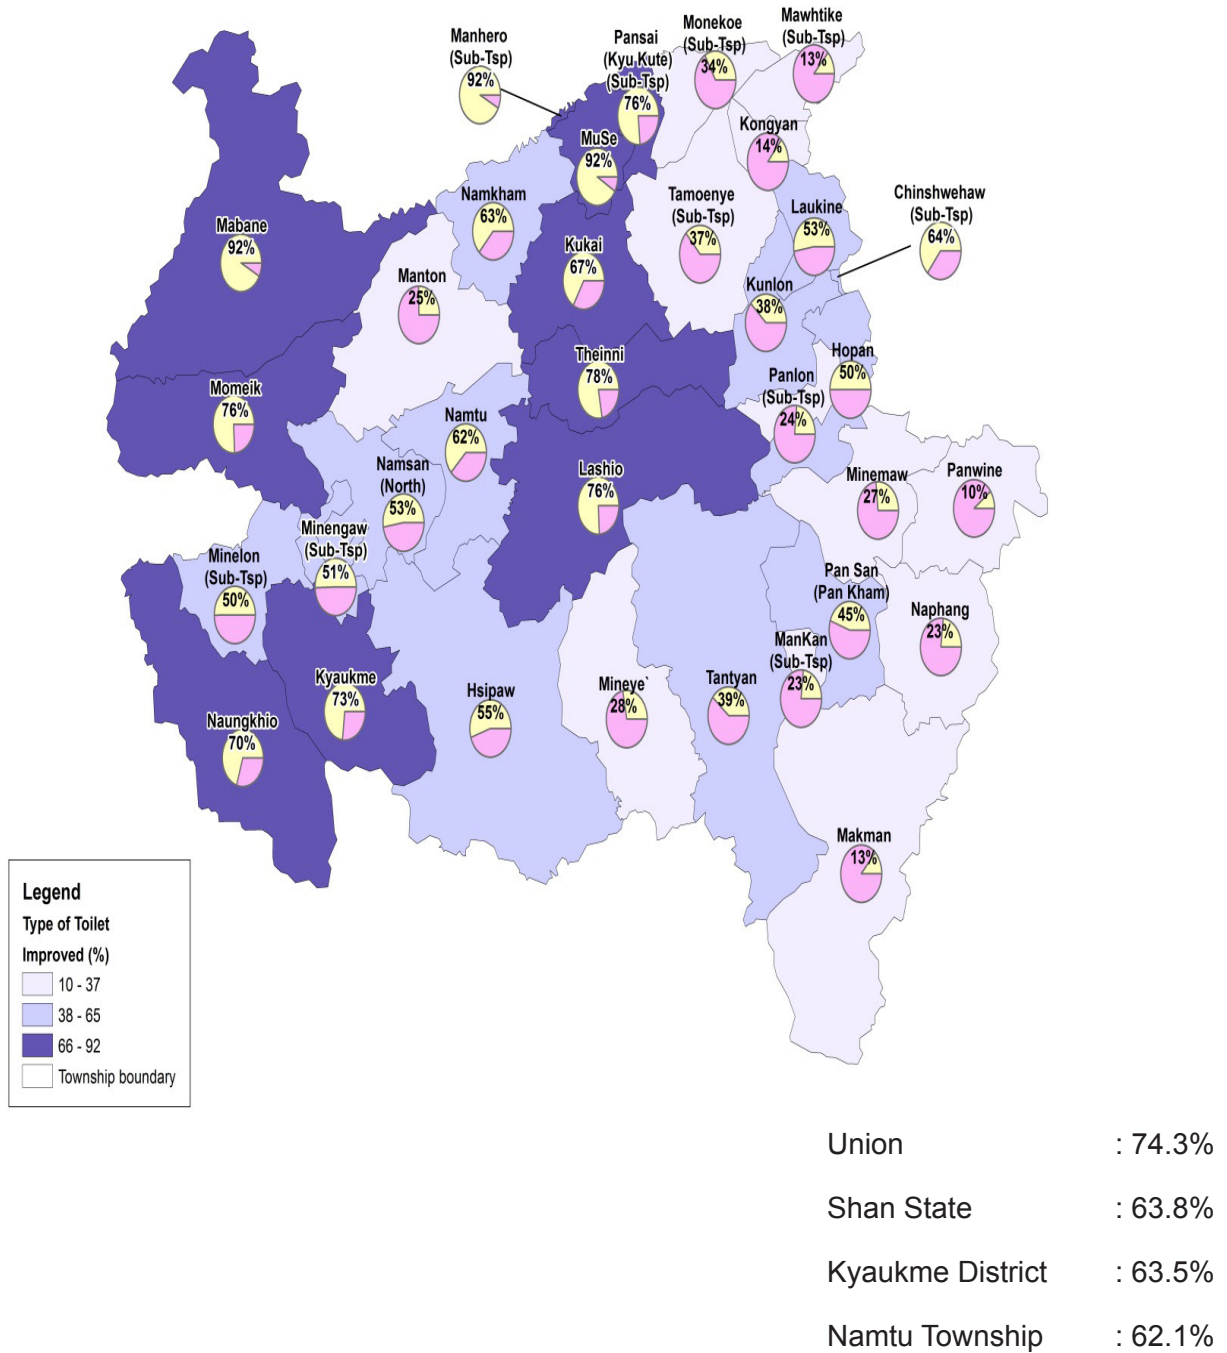 Manhero
(Sub-Tsp)
92%
Pansai
(Kyu Kute)
(Sub-Tsp)
76%
Monekoe
(Sub-Tsp)
34%
Mawhtike
(Sub-Tsp)
13%
MuSe
92%
Kongyan
14%
Namkham
63%
Tamoenye
(Sub-Tsp)
37%
Laukine
53%
Chinshwehaw
(Sub-Tsp)
64%
Mabane
92%
Manton
25%
Kukai
67%
Kunlon
38%
Theinni
78%
Hopan
50%
Panlon
(Sub-Tsp)
24%
Momeik
76%
Namtu
62%
Namsan
(North)
53%
Lashio
76%
Minemaw
27%
Panwine
10%
Minengaw
(Sub-Tsp)
51%
Minelon
(Sub-Tsp)
50%
Pan San
(Pan Kham)
45%
Naphang
23%
ManKan
(Sub-Tsp)
23%
Kyaukme
73%
Hsipaw
55%
Mineye`
28%
Tantyan
39%
Naungkhio
70%
Makman
13%
Legend
Type of Toilet
Improved (%)
10 - 37
38 - 65
66 - 92
Township boundary
Union : 74.3%
Shan State : 63.8%
Kyaukme District : 63.5%
Namtu Township : 62.1%